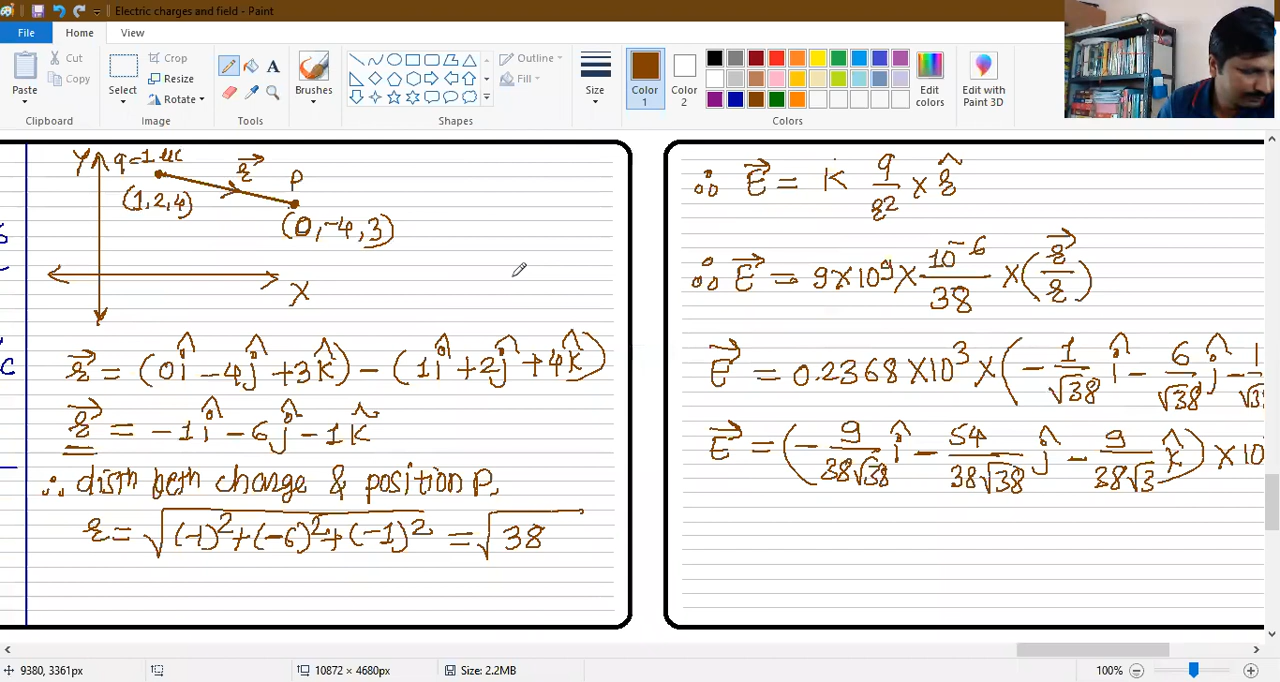 Electric charges and field - Paint
File Home View
Paste Cut Copy Select Crop Resize Rotate Brushes Outline Fill Size Color 1 Color 2 Edit colors Edit with Paint 3D
Clipboard Image Tools Shapes Colors
Y q=1μC r⃗ P
(1,2,4) (0,-4,3)
X
r⃗ = (0î -4ĵ +3k̂) - (1î +2ĵ +4k̂)
r⃗ = -1î -6ĵ -1k̂
∴ distn betn charge & position P,
r = √((-1)²+(-6)²+(-1)²) = √38
∴ E⃗ = K q/r² × r̂
∴ E⃗ = 9×10⁹ × 10⁻⁶/38 × (r⃗/r)
E⃗ = 0.2368×10³ × (-1/√38 î - 6/√38 ĵ - 1/√38
E⃗ = (-9/38√38 î - 54/38√38 ĵ - 9/38√3 k̂) × 10
9380, 3361px 10872 × 4680px Size: 2.2MB 100%